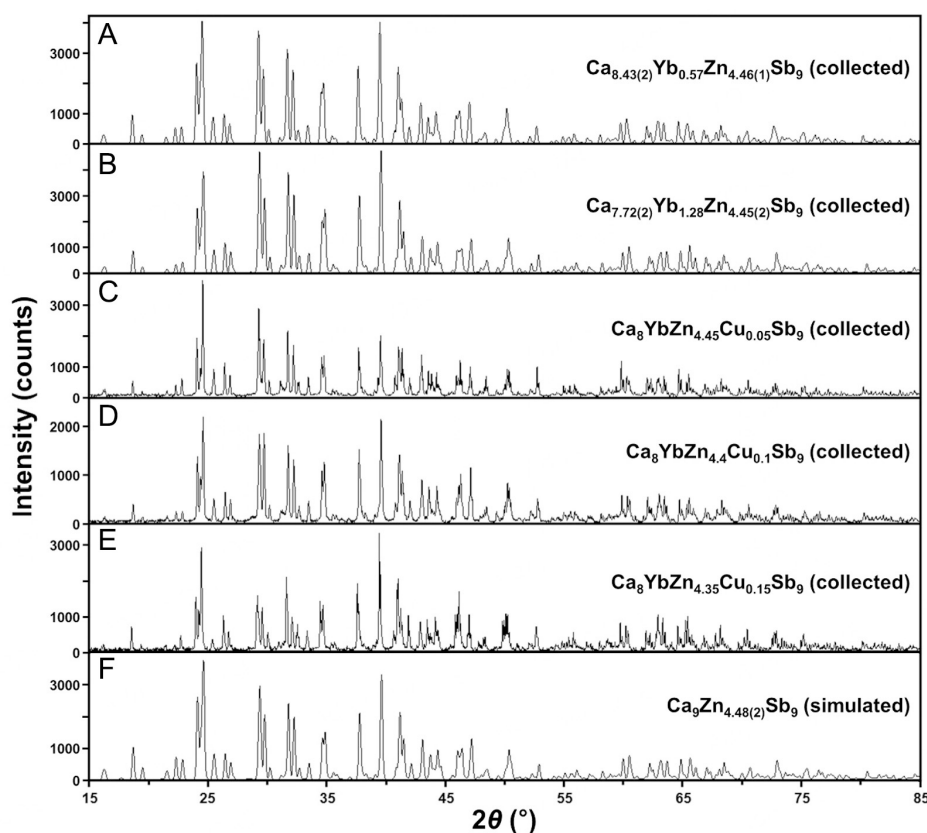 A
Ca8.43(2)Yb0.57Zn4.46(1)Sb9 (collected)
3000
1000
0
B
Ca7.72(2)Yb1.28Zn4.45(2)Sb9 (collected)
3000
1000
0
C
Ca8YbZn4.45Cu0.05Sb9 (collected)
3000
1000
0
D
Ca8YbZn4.4Cu0.1Sb9 (collected)
2000
1000
0
E
Ca8YbZn4.35Cu0.15Sb9 (collected)
3000
1000
0
F
Ca9Zn4.48(2)Sb9 (simulated)
3000
1000
0
Intensity (counts)
15 25 35 45 55 65 75 85
2θ (°)